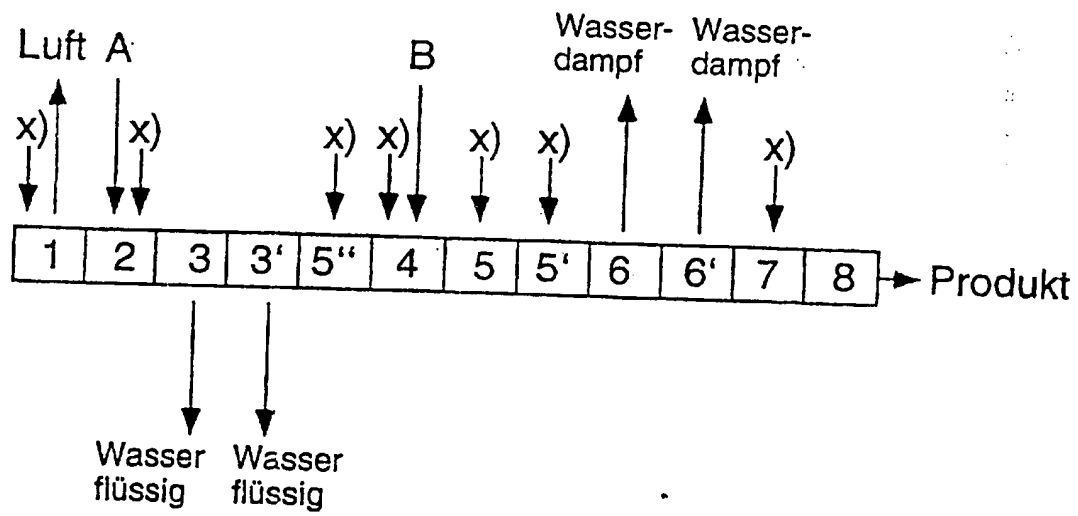 Wasser- Wasser-
dampf dampf
Luft A B
x) x) x) x) x) x) x)
1 2 3 3‘ 5“ 4 5 5‘ 6 6‘ 7 8 Produkt
Wasser Wasser
flüssig flüssig